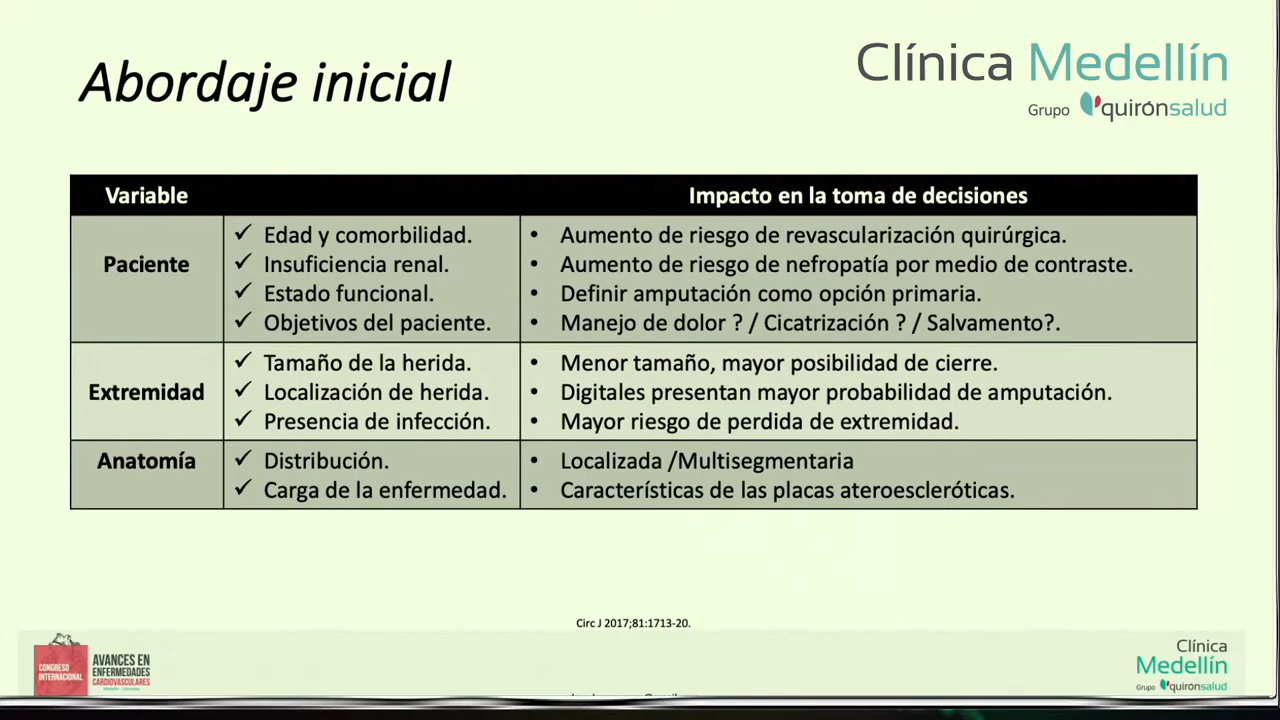 Abordaje inicial
Clínica Medellín
Grupo quirónsalud
Variable
Impacto en la toma de decisiones
Paciente
✓ Edad y comorbilidad.
✓ Insuficiencia renal.
✓ Estado funcional.
✓ Objetivos del paciente.
• Aumento de riesgo de revascularización quirúrgica.
• Aumento de riesgo de nefropatía por medio de contraste.
• Definir amputación como opción primaria.
• Manejo de dolor ? / Cicatrización ? / Salvamento?.
Extremidad
✓ Tamaño de la herida.
✓ Localización de herida.
✓ Presencia de infección.
• Menor tamaño, mayor posibilidad de cierre.
• Digitales presentan mayor probabilidad de amputación.
• Mayor riesgo de perdida de extremidad.
Anatomía
✓ Distribución.
✓ Carga de la enfermedad.
• Localizada /Multisegmentaria
• Características de las placas ateroescleróticas.
Circ J 2017;81:1713-20.
CONGRESO
INTERNACIONAL
AVANCES EN
ENFERMEDADES
CARDIOVASCULARES
Medellín - Colombia
Clínica
Medellín
Grupo quirónsalud